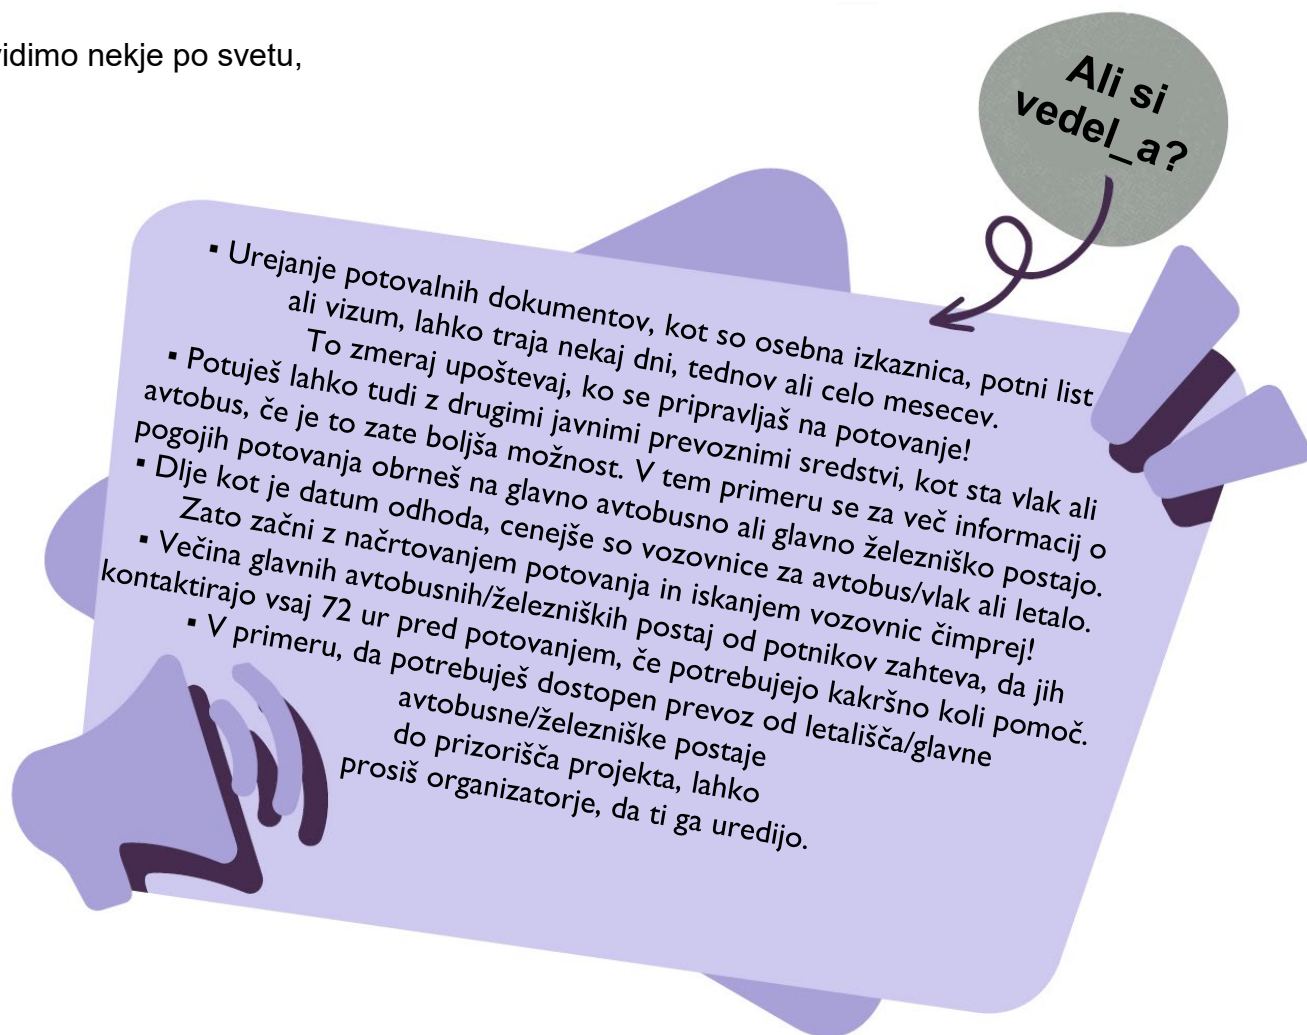 vidimo nekje po svetu,
Ali si
vedel_a?
▪ Urejanje potovalnih dokumentov, kot so osebna izkaznica, potni list
ali vizum, lahko traja nekaj dni, tednov ali celo mesecev.
To zmeraj upoštevaj, ko se pripravljaš na potovanje!
▪ Potuješ lahko tudi z drugimi javnimi prevoznimi sredstvi, kot sta vlak ali
avtobus, če je to zate boljša možnost. V tem primeru se za več informacij o
pogojih potovanja obrneš na glavno avtobusno ali glavno železniško postajo.
▪ Dlje kot je datum odhoda, cenejše so vozovnice za avtobus/vlak ali letalo.
Zato začni z načrtovanjem potovanja in iskanjem vozovnic čimprej!
▪ Večina glavnih avtobusnih/železniških postaj od potnikov zahteva, da jih
kontaktirajo vsaj 72 ur pred potovanjem, če potrebujejo kakršno koli pomoč.
▪ V primeru, da potrebuješ dostopen prevoz od letališča/glavne
avtobusne/železniške postaje
do prizorišča projekta, lahko
prosiš organizatorje, da ti ga uredijo.